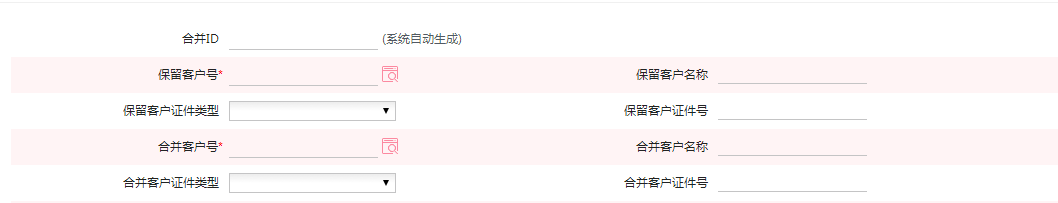 合并ID (系统自动生成)
保留客户号* 保留客户名称
保留客户证件类型 保留客户证件号
合并客户号* 合并客户名称
合并客户证件类型 合并客户证件号